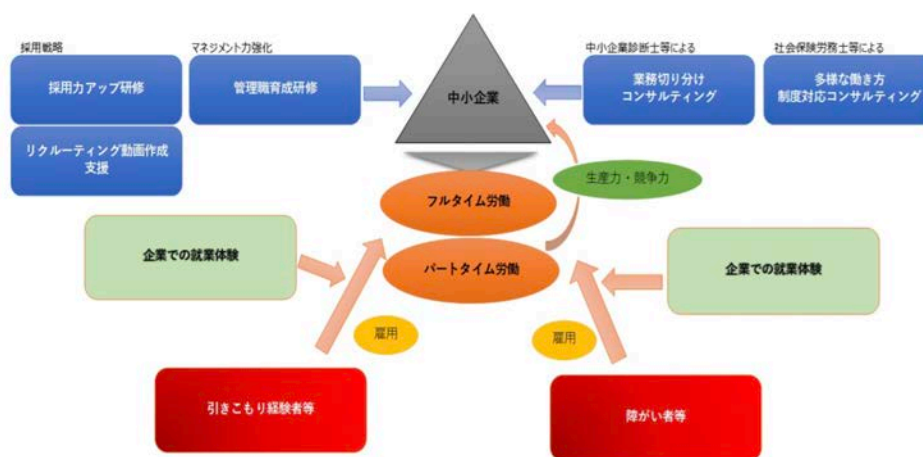 採用戦略
マネジメント力強化
中小企業診断士等による
社会保険労務士等による
採用力アップ研修
管理職育成研修
中小企業
業務切り分け
コンサルティング
多様な働き方
制度対応コンサルティング
リクルーティング動画作成
支援
生産力・競争力
フルタイム労働
パートタイム労働
企業での就業体験
企業での就業体験
雇用
雇用
引きこもり経験者等
障がい者等